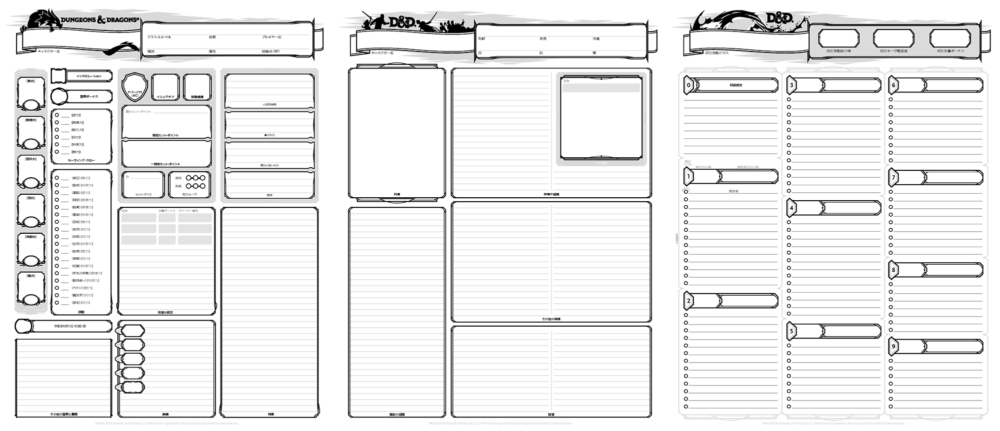 DUNGEONS & DRAGONS®
クラス＆レベル
背景
プレイヤー名
キャラクター名
種族
属性
経験点(XP)
インスピレーション
習熟ボーナス
【筋力】
【敏捷力】
【耐久力】
【知力】
【判断力】
【魅力】
【筋力】
【敏捷力】
【耐久力】
【知力】
【判断力】
【魅力】
セーヴィング・スロー
〈威圧〉【魅力】
〈医術〉【判断力】
〈運動〉【筋力】
〈隠密〉【敏捷力】
〈軽業〉【敏捷力】
〈看破〉【判断力】
〈芸能〉【魅力】
〈自然〉【知力】
〈宗教〉【知力】
〈生存〉【判断力】
〈説得〉【魅力】
〈捜査〉【知力】
〈知覚〉【判断力】
〈手先の早業〉【敏捷力】
〈動物使い〉【判断力】
〈ペテン〉【魅力】
〈魔法学〉【知力】
〈歴史〉【知力】
技能
受動【判断力】〈知覚〉値
その他の習熟と言語
アーマー・クラス
(AC)
イニシアチブ
移動速度
最大ヒット・ポイント
現在ヒット・ポイント
一時的ヒット・ポイント
計
ヒット・ダイス
成功
失敗
死亡セーヴ
名称
攻撃ボーナス
ダメージ／種別
攻撃&呪文
装備
人格的特徴
尊ぶもの
関わり深いもの
弱味
特徴
TM & © 2014 Wizards of the Coast LLC. Permission is granted to photocopy this document for personal use.
D&D
キャラクター名
年齢
身長
体重
目
肌
髪
外見
名称
シンボル
仲間や組織
過去の経歴
その他の特徴
財宝
TM & © 2014 Wizards of the Coast LLC. Permission is granted to photocopy this document for personal use.
D&D
呪文発動クラス
呪文発動能力値
呪文セーヴ難易度
呪文攻撃ボーナス
0
初級呪文
呪文
レベル
総スロット数
使用済スロット数
1
呪文名
2
3
4
5
6
7
8
9
TM & © 2014 Wizards of the Coast LLC. Permission is granted to photocopy this document for personal use.